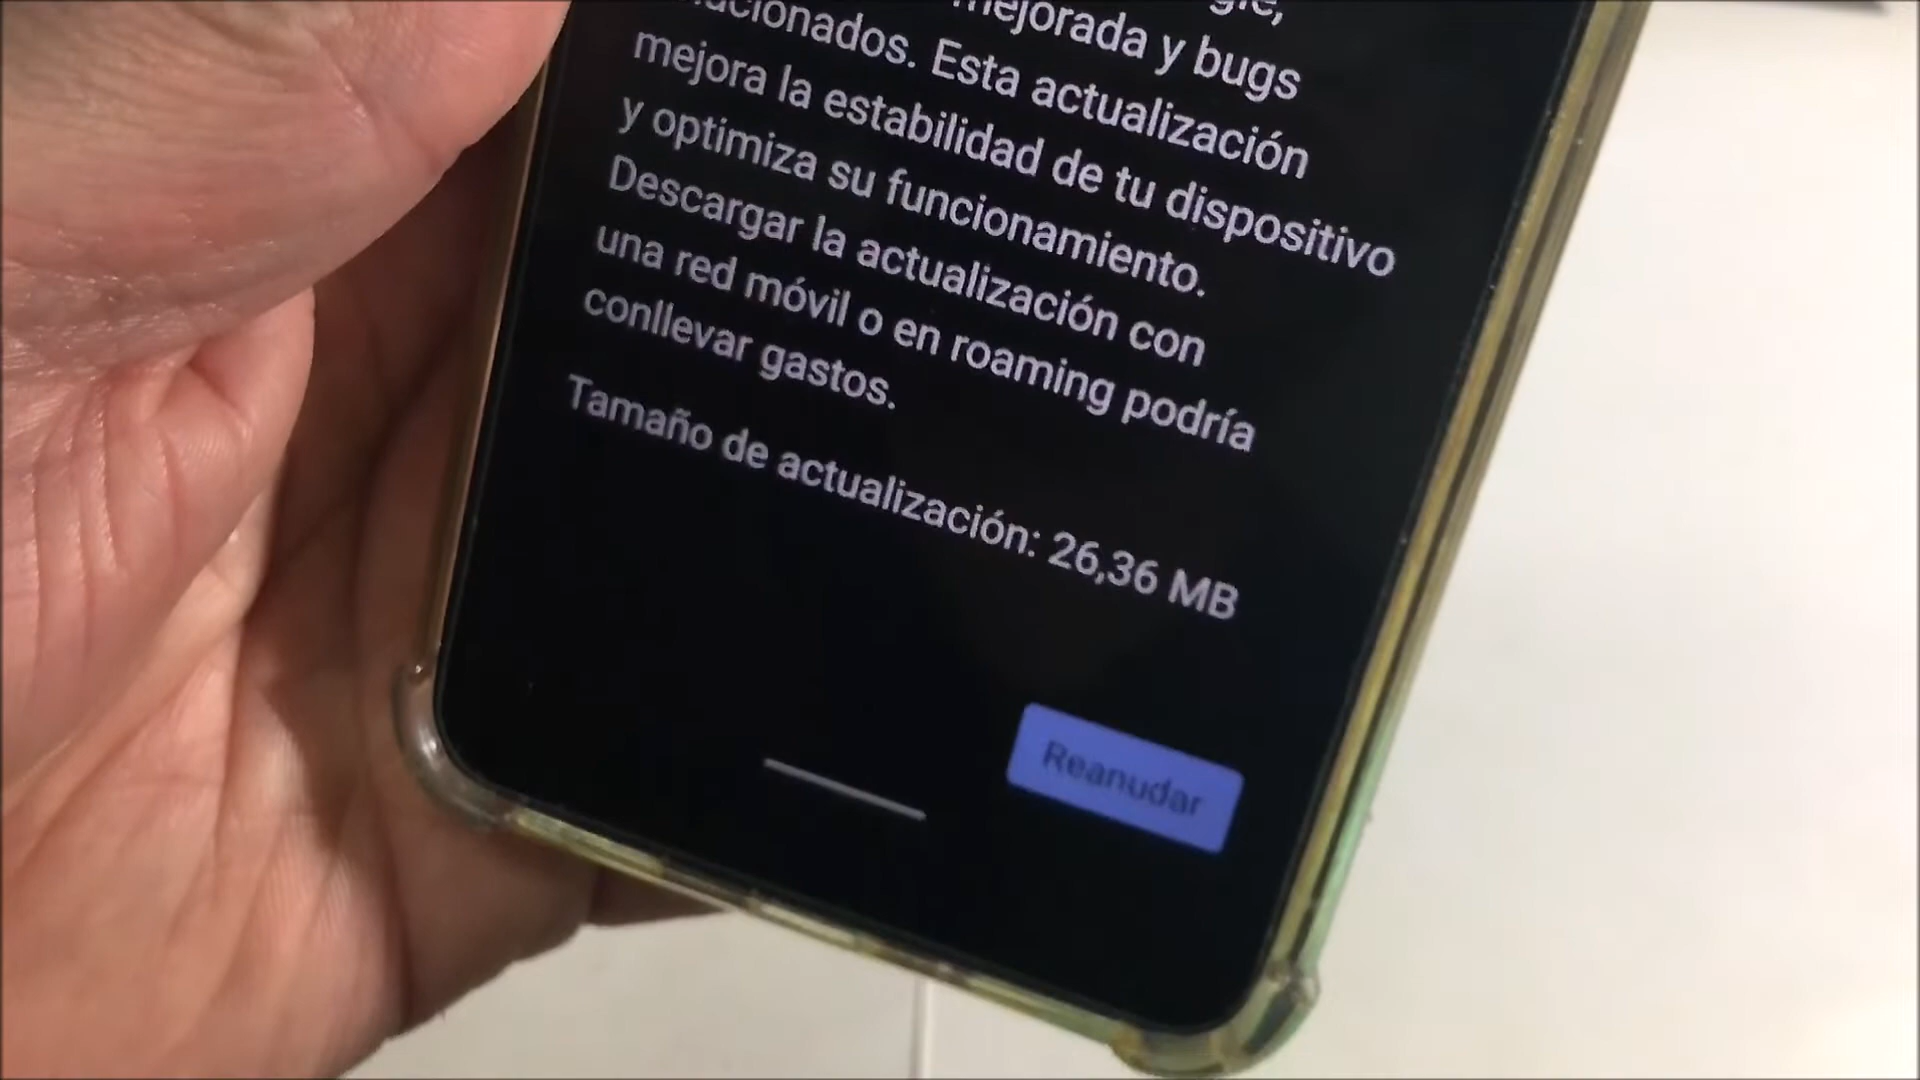 mejorada y bugs
Esta actualización
mejora la estabilidad de tu dispositivo
y optimiza su funcionamiento.
Descargar la actualización con
una red móvil o en roaming podría
conllevar gastos.
Tamaño de actualización: 26,36 MB
Reanudar